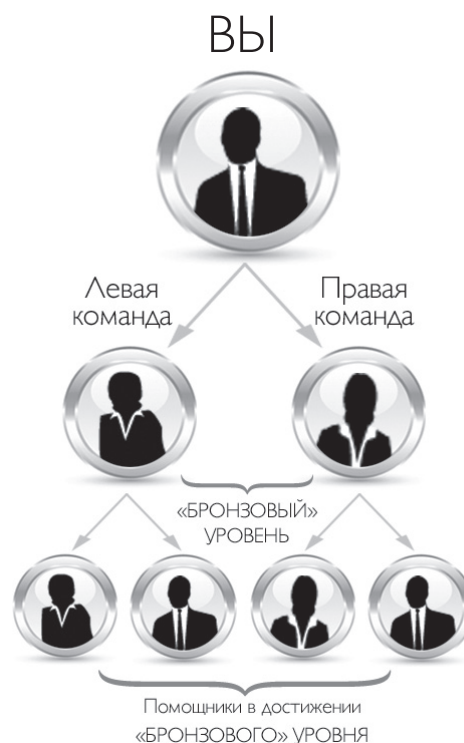 ВЫ
Левая
команда
Правая
команда
«БРОНЗОВЫЙ»
УРОВЕНЬ
Помощники в достижении
«БРОНЗОВОГО» УРОВНЯ